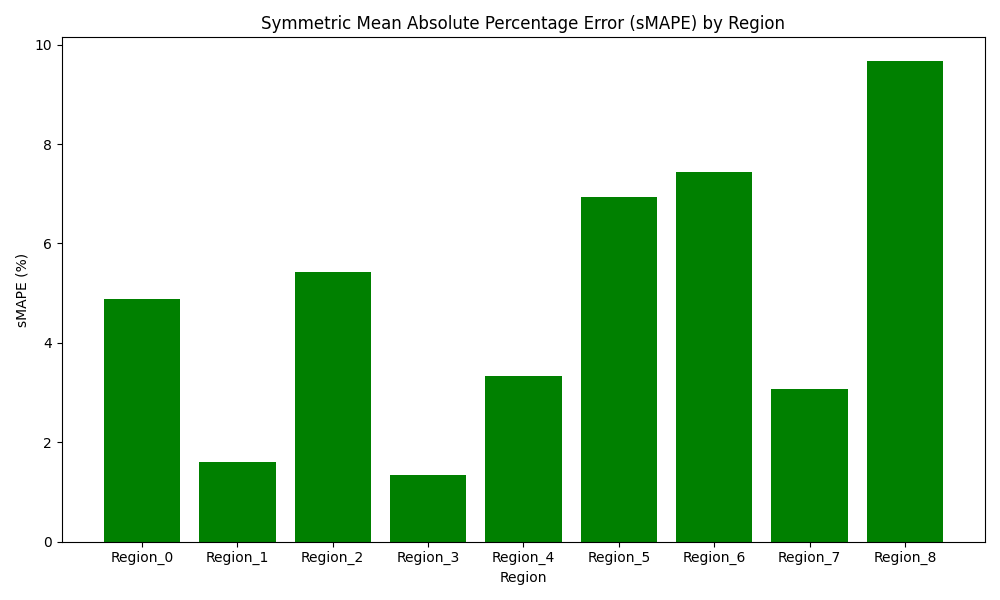 Symmetric Mean Absolute Percentage Error (sMAPE) by Region
10
8
6
4
2
0
sMAPE (%)
Region_0 Region_1 Region_2 Region_3 Region_4 Region_5 Region_6 Region_7 Region_8
Region